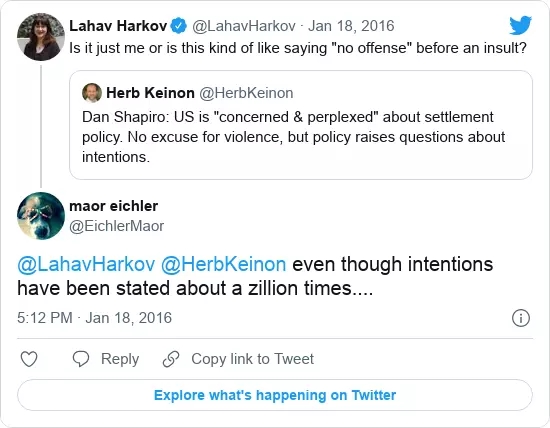 Lahav Harkov @LahavHarkov · Jan 18, 2016
Is it just me or is this kind of like saying "no offense" before an insult?
Herb Keinon @HerbKeinon
Dan Shapiro: US is "concerned & perplexed" about settlement
policy. No excuse for violence, but policy raises questions about
intentions.
maor eichler
@EichlerMaor
@LahavHarkov @HerbKeinon even though intentions
have been stated about a zillion times....
5:12 PM · Jan 18, 2016
Reply
Copy link to Tweet
Explore what's happening on Twitter